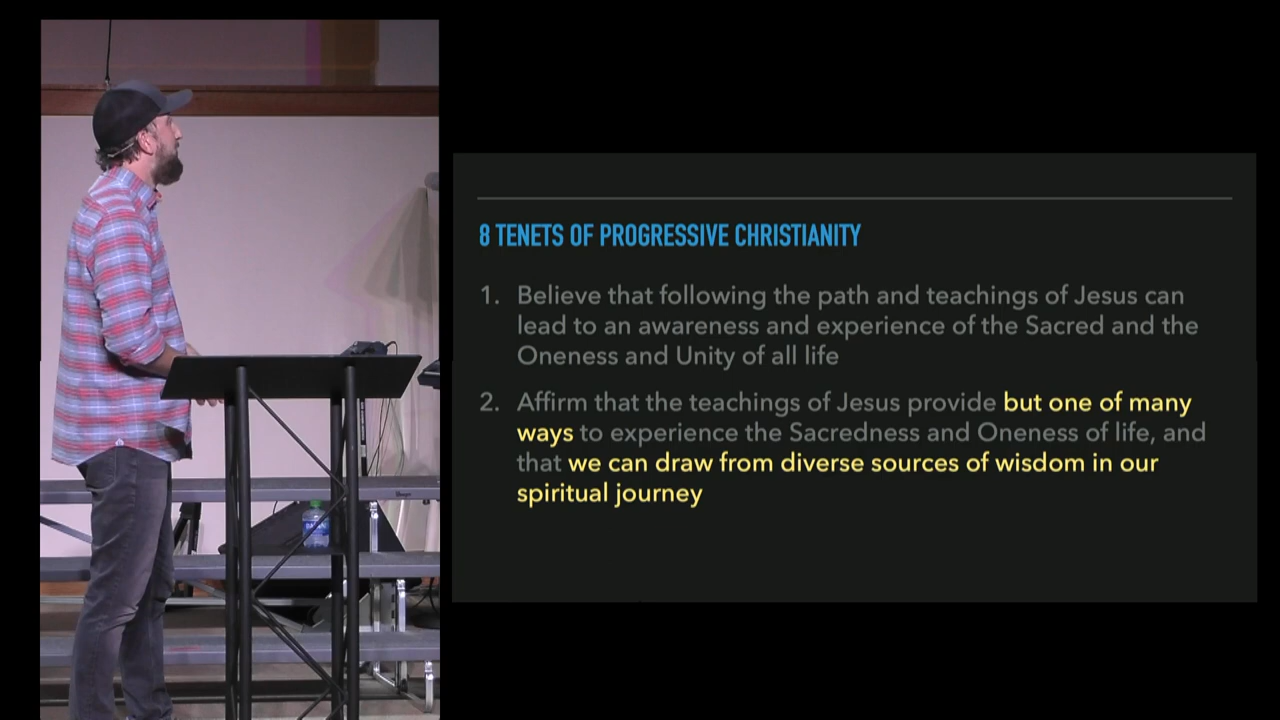 8 TENETS OF PROGRESSIVE CHRISTIANITY
1. Believe that following the path and teachings of Jesus can
lead to an awareness and experience of the Sacred and the
Oneness and Unity of all life
2. Affirm that the teachings of Jesus provide but one of many
ways to experience the Sacredness and Oneness of life, and
that we can draw from diverse sources of wisdom in our
spiritual journey